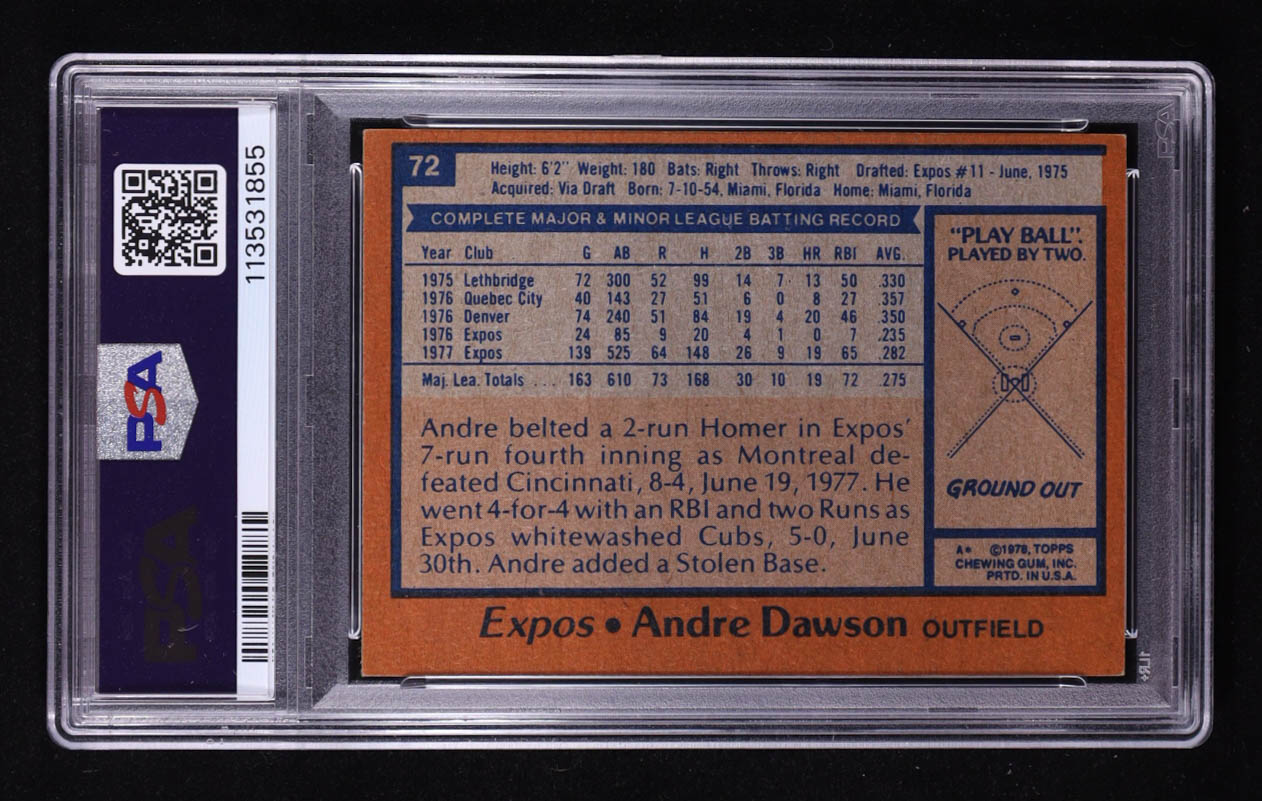 113531855
PSA
PSA
PSA
1LR+
72
Height: 6'2" Weight: 180 Bats: Right Throws: Right Drafted: Expos #11 - June, 1975
Acquired: Via Draft Born: 7-10-54, Miami, Florida Home: Miami, Florida
COMPLETE MAJOR & MINOR LEAGUE BATTING RECORD
Year Club G AB R H 2B 3B HR RBI AVG.
1975 Lethbridge 72 300 52 99 14 7 13 50 .330
1976 Quebec City 40 143 27 51 6 0 8 27 .357
1976 Denver 74 240 51 84 19 4 20 46 .350
1976 Expos 24 85 9 20 4 1 0 7 .235
1977 Expos 139 525 64 148 26 9 19 65 .282
Maj. Lea. Totals .... 163 610 73 168 30 10 19 72 .275
Andre belted a 2-run Homer in Expos'
7-run fourth inning as Montreal de-
feated Cincinnati, 8-4, June 19, 1977. He
went 4-for-4 with an RBI and two Runs as
Expos whitewashed Cubs, 5-0, June
30th. Andre added a Stolen Base.
"PLAY BALL".
PLAYED BY TWO.
GROUND OUT
A* ©1978, TOPPS
CHEWING GUM, INC.
PRTD. IN U.S.A.
Expos • Andre Dawson OUTFIELD